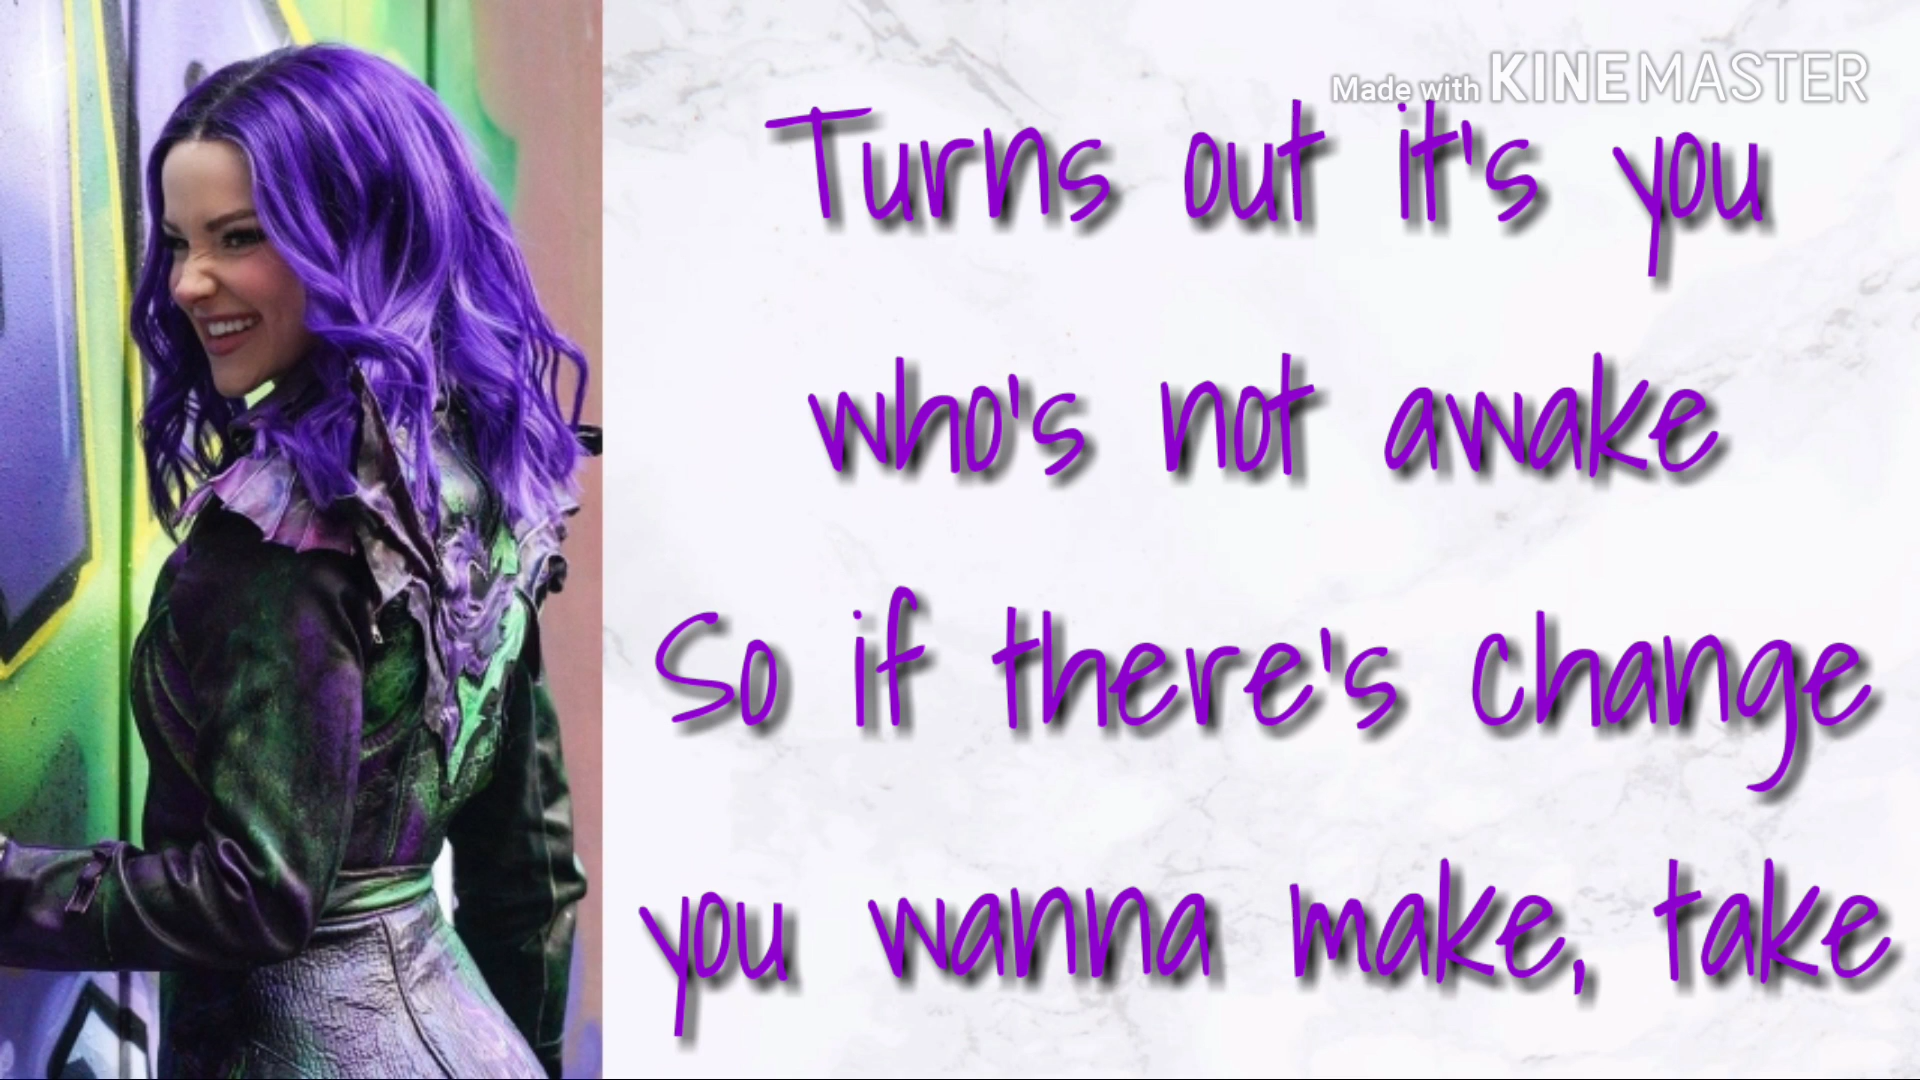 Made with KINEMASTER
Turns out it's you
who's not awake
So if there's change
you wanna make, take